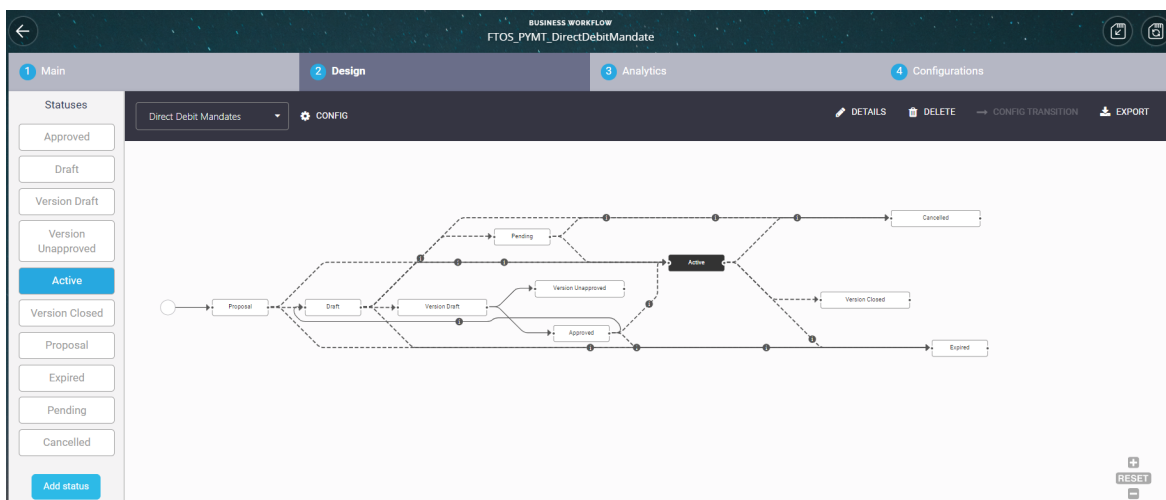 BUSINESS WORKFLOW
FTOS_PYMT_DirectDebitMandate
1 Main
2 Design
3 Analytics
4 Configurations
Statuses
Direct Debit Mandates
CONFIG
DETAILS
DELETE
CONFIG TRANSITION
EXPORT
Approved
Draft
Version Draft
Version
Unapproved
Active
Version Closed
Proposal
Expired
Pending
Cancelled
Add status
Cancelled
Pending
Active
Version Unapproved
Version Closed
Proposal
Draft
Version Draft
Approved
Expired
RESET